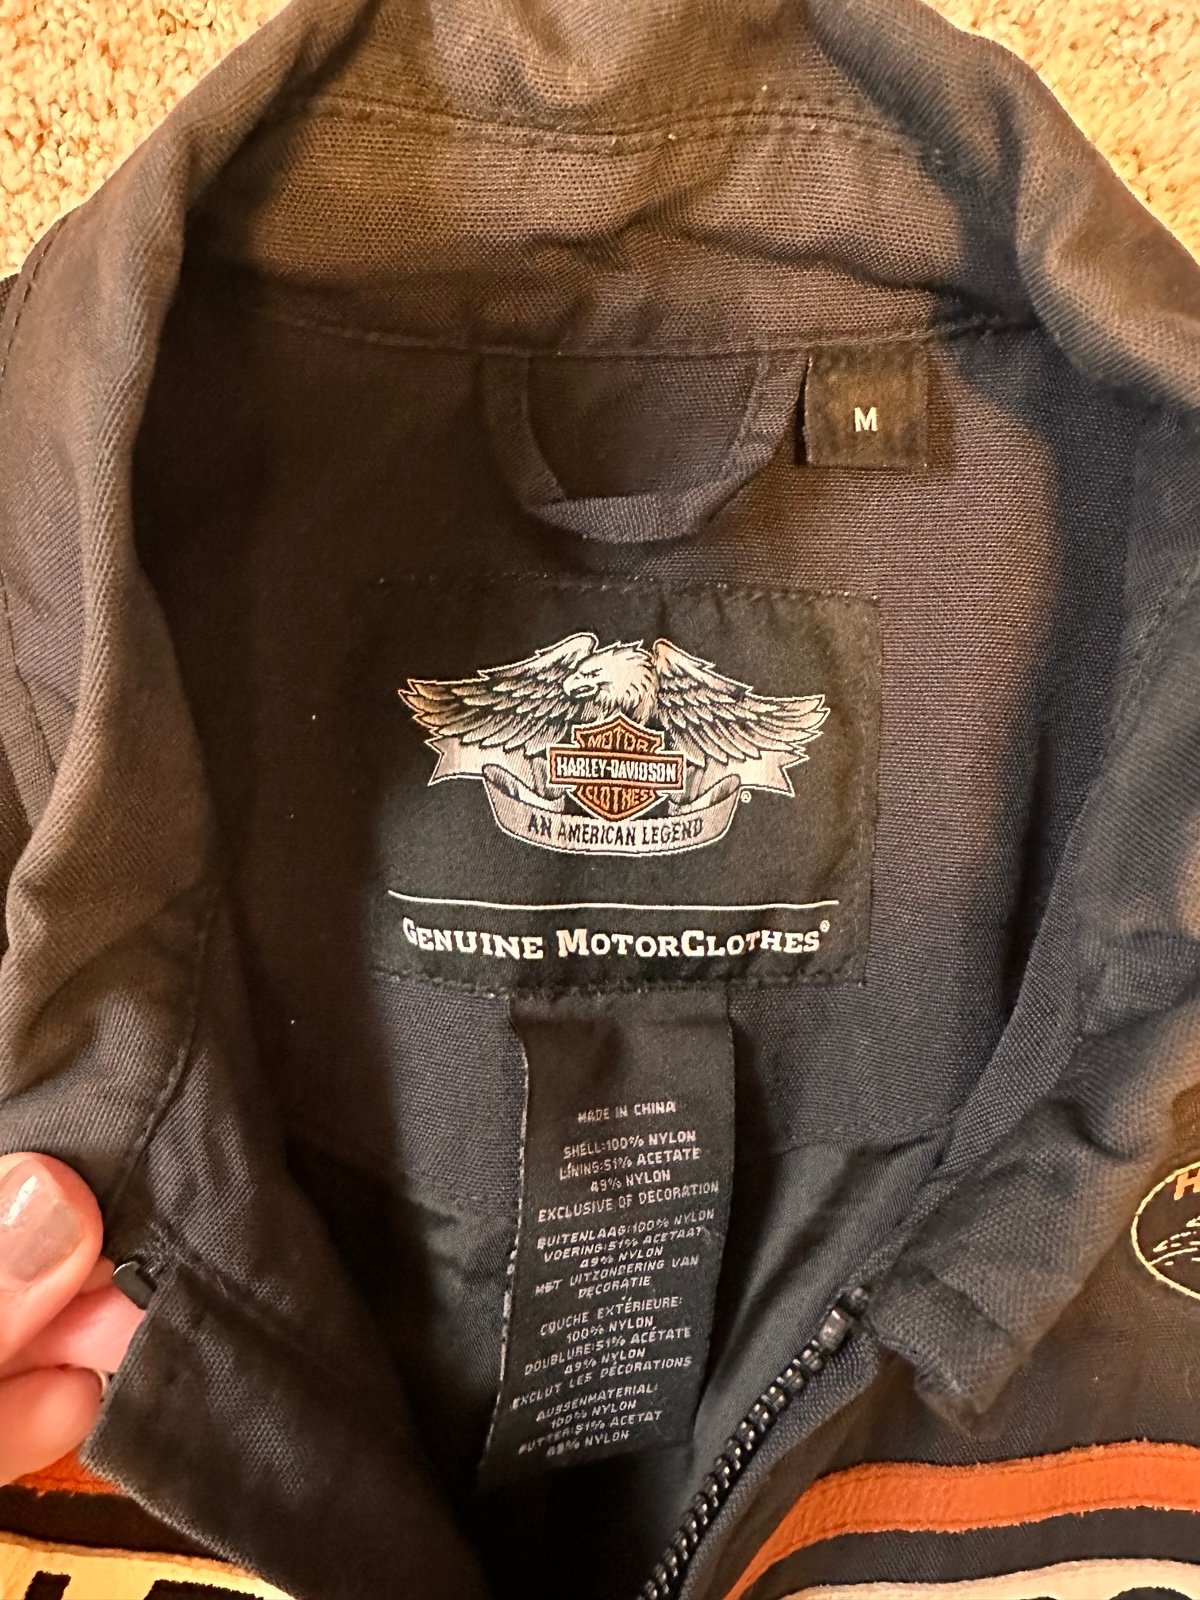 M
MOTOR
HARLEY-DAVIDSON
CLOTHES
AN AMERICAN LEGEND
®
GENUINE MOTORCLOTHES®
MADE IN CHINA
SHELL:100% NYLON
LINING:51% ACETATE
49% NYLON
EXCLUSIVE OF DECORATION
BUITENLAAG:100% NYLON
VOERING:51% ACETAAT
49% NYLON
MET UITZONDERING VAN
DECORATIE
COUCHE EXTÉRIEURE:
100% NYLON
DOUBLURE:51% ACÉTATE
49% NYLON
EXCLUT LES DÉCORATIONS
AUSSENMATERIAL:
100% NYLON
FUTTER:51% ACETAT
49% NYLON